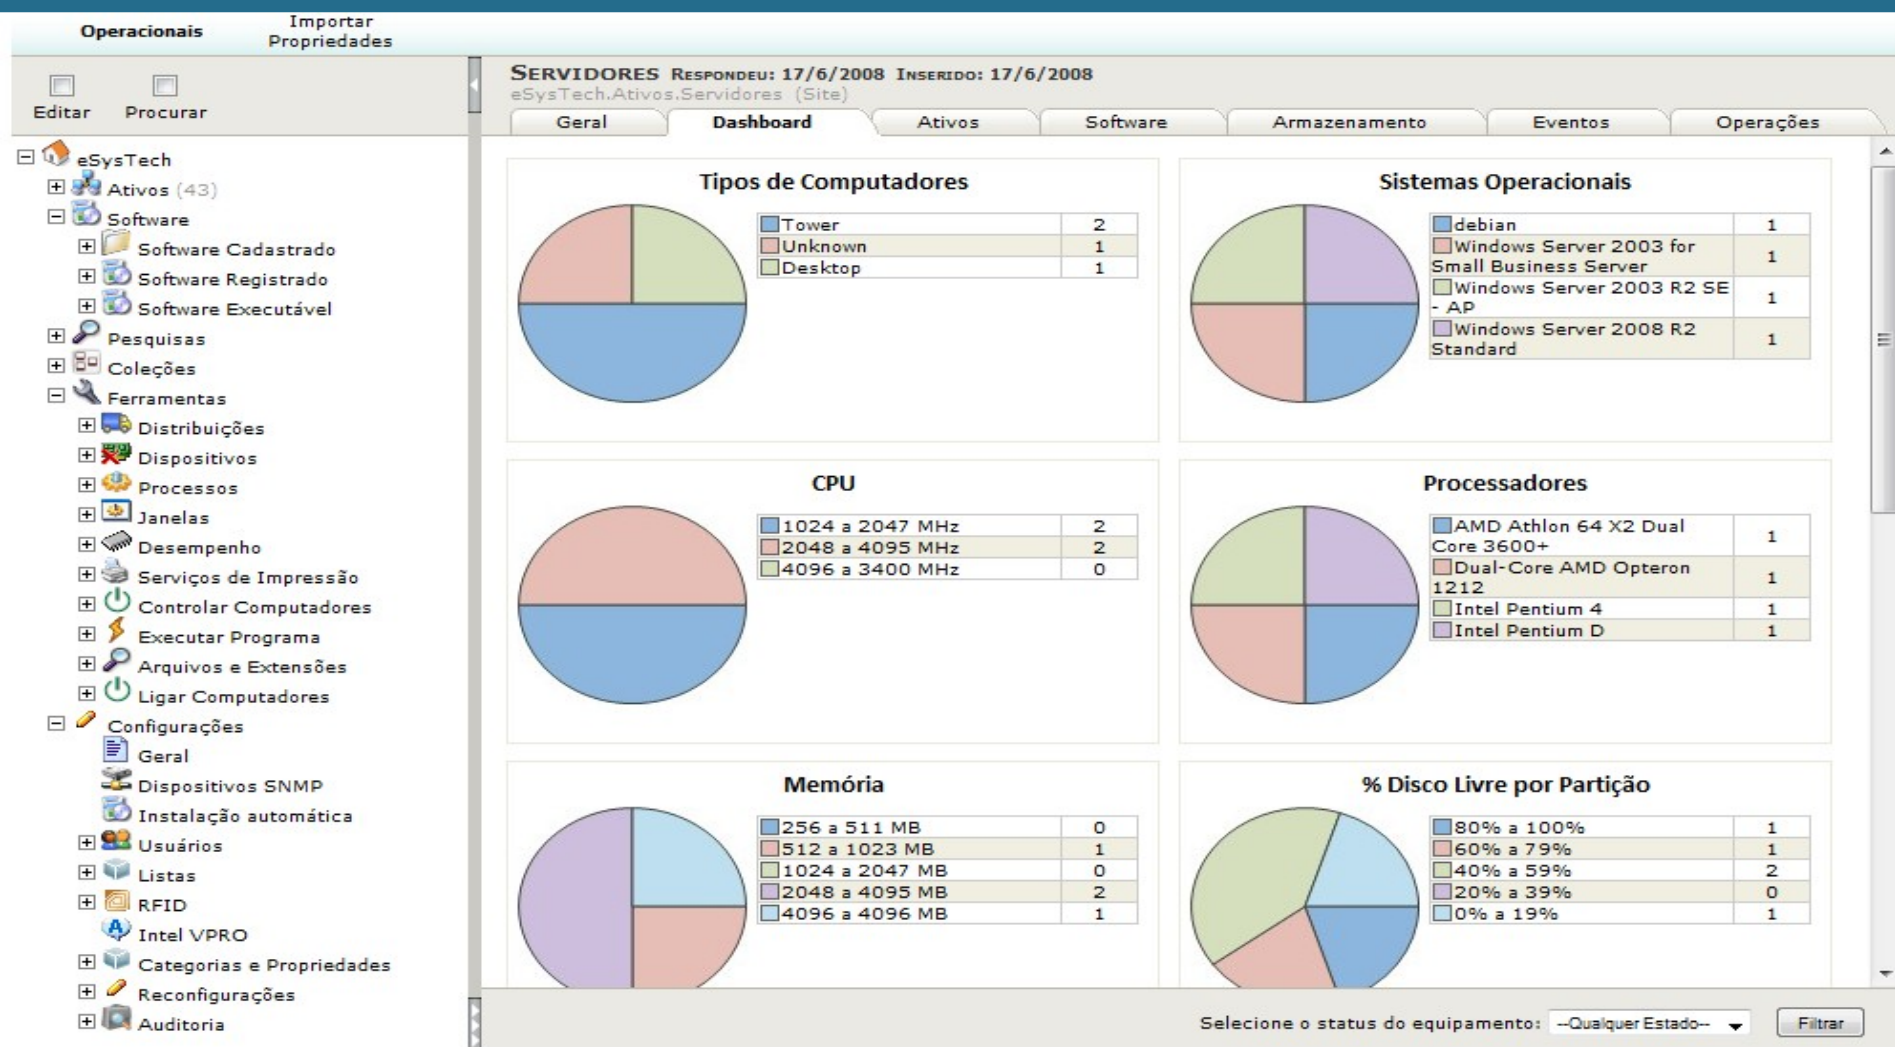 Operacionais
Importar
Propriedades
Editar
Procurar
eSysTech
Ativos (43)
Software
Software Cadastrado
Software Registrado
Software Executável
Pesquisas
Coleções
Ferramentas
Distribuições
Dispositivos
Processos
Janelas
Desempenho
Serviços de Impressão
Controlar Computadores
Executar Programa
Arquivos e Extensões
Ligar Computadores
Configurações
Geral
Dispositivos SNMP
Instalação automática
Usuários
Listas
RFID
Intel VPRO
Categorias e Propriedades
Reconfigurações
Auditoria
SERVIDORES RESPONDEU: 17/6/2008 INSERIDO: 17/6/2008
eSysTech.Ativos.Servidores (Site)
Geral
Dashboard
Ativos
Software
Armazenamento
Eventos
Operações
Tipos de Computadores
Tower 2
Unknown 1
Desktop 1
Sistemas Operacionais
debian 1
Windows Server 2003 for
Small Business Server 1
Windows Server 2003 R2 SE
- AP 1
Windows Server 2008 R2
Standard 1
CPU
1024 a 2047 MHz 2
2048 a 4095 MHz 2
4096 a 3400 MHz 0
Processadores
AMD Athlon 64 X2 Dual
Core 3600+ 1
Dual-Core AMD Opteron
1212 1
Intel Pentium 4 1
Intel Pentium D 1
Memória
256 a 511 MB 0
512 a 1023 MB 1
1024 a 2047 MB 0
2048 a 4095 MB 2
4096 a 4096 MB 1
% Disco Livre por Partição
80% a 100% 1
60% a 79% 1
40% a 59% 2
20% a 39% 0
0% a 19% 1
Selecione o status do equipamento: --Qualquer Estado-- Filtrar